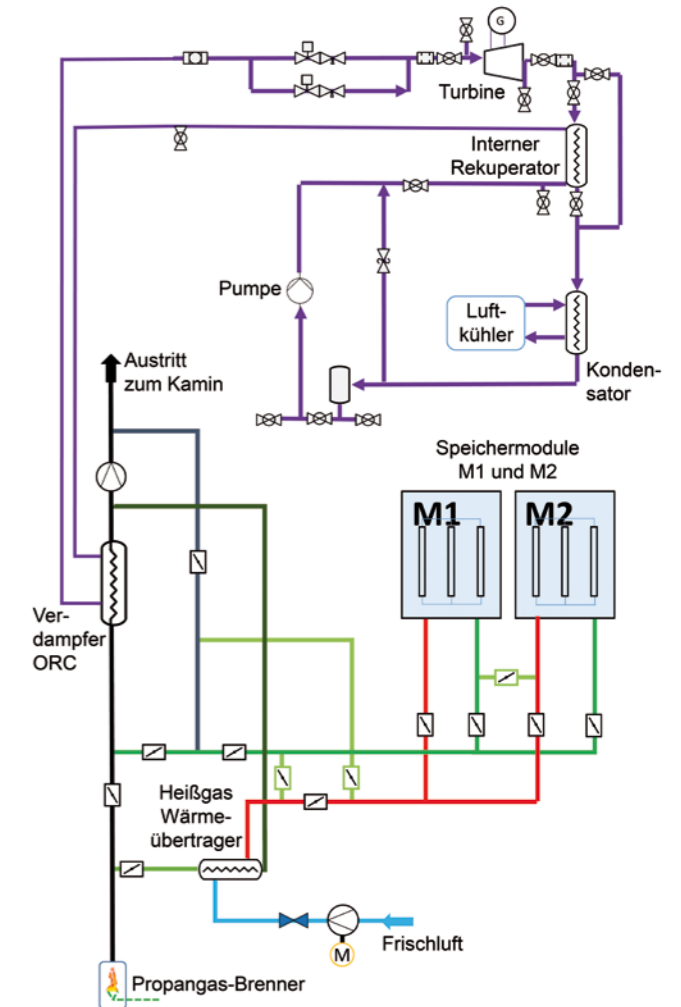 G
Turbine
Interner
Rekuperator
Pumpe
Luft-
kühler
Konden-
sator
Austritt
zum Kamin
Speichermodule
M1 und M2
M1
M2
Ver-
dampfer
ORC
Heißgas
Wärme-
übertrager
Frischluft
M
Propangas-Brenner